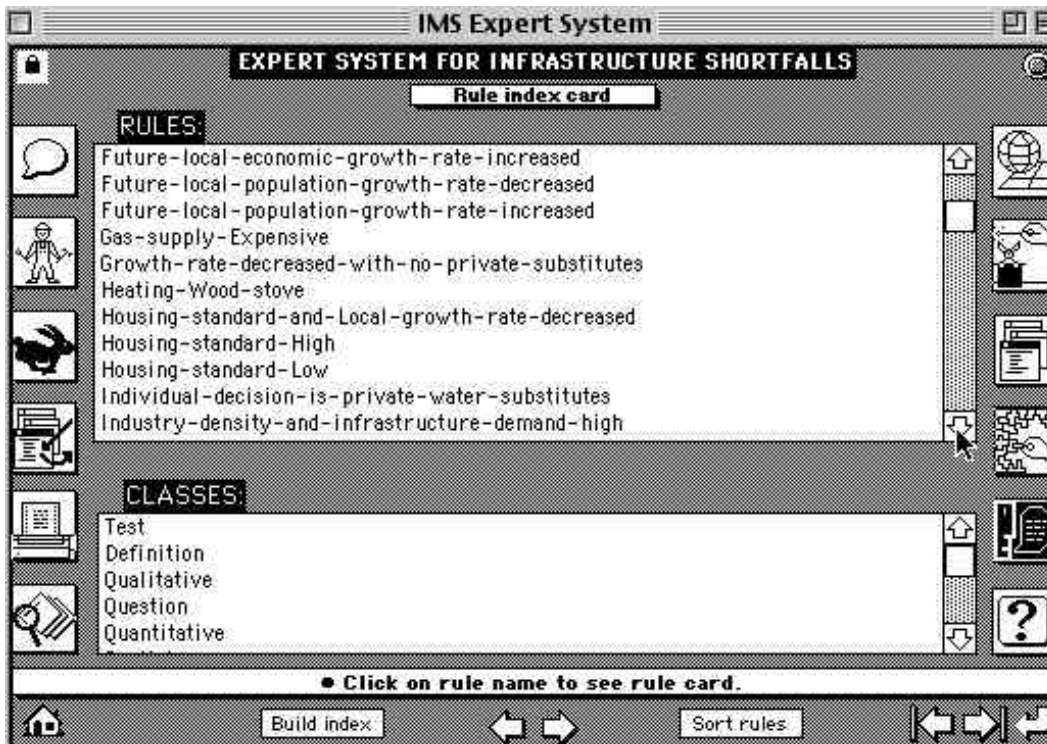 IMS Expert System
EXPERT SYSTEM FOR INFRASTRUCTURE SHORTFALLS
Rule index card
RULES:
Future-local-economic-growth-rate-increased
Future-local-population-growth-rate-decreased
Future-local-population-growth-rate-increased
Gas-supply-Expensive
Growth-rate-decreased-with-no-private-substitutes
Heating-Wood-stove
Housing-standard-and-Local-growth-rate-decreased
Housing-standard-High
Housing-standard-Low
Individual-decision-is-private-water-substitutes
Industry-density-and-infrastructure-demand-high
CLASSES:
Test
Definition
Qualitative
Question
Quantitative
• Click on rule name to see rule card.
Build index
Sort rules
?